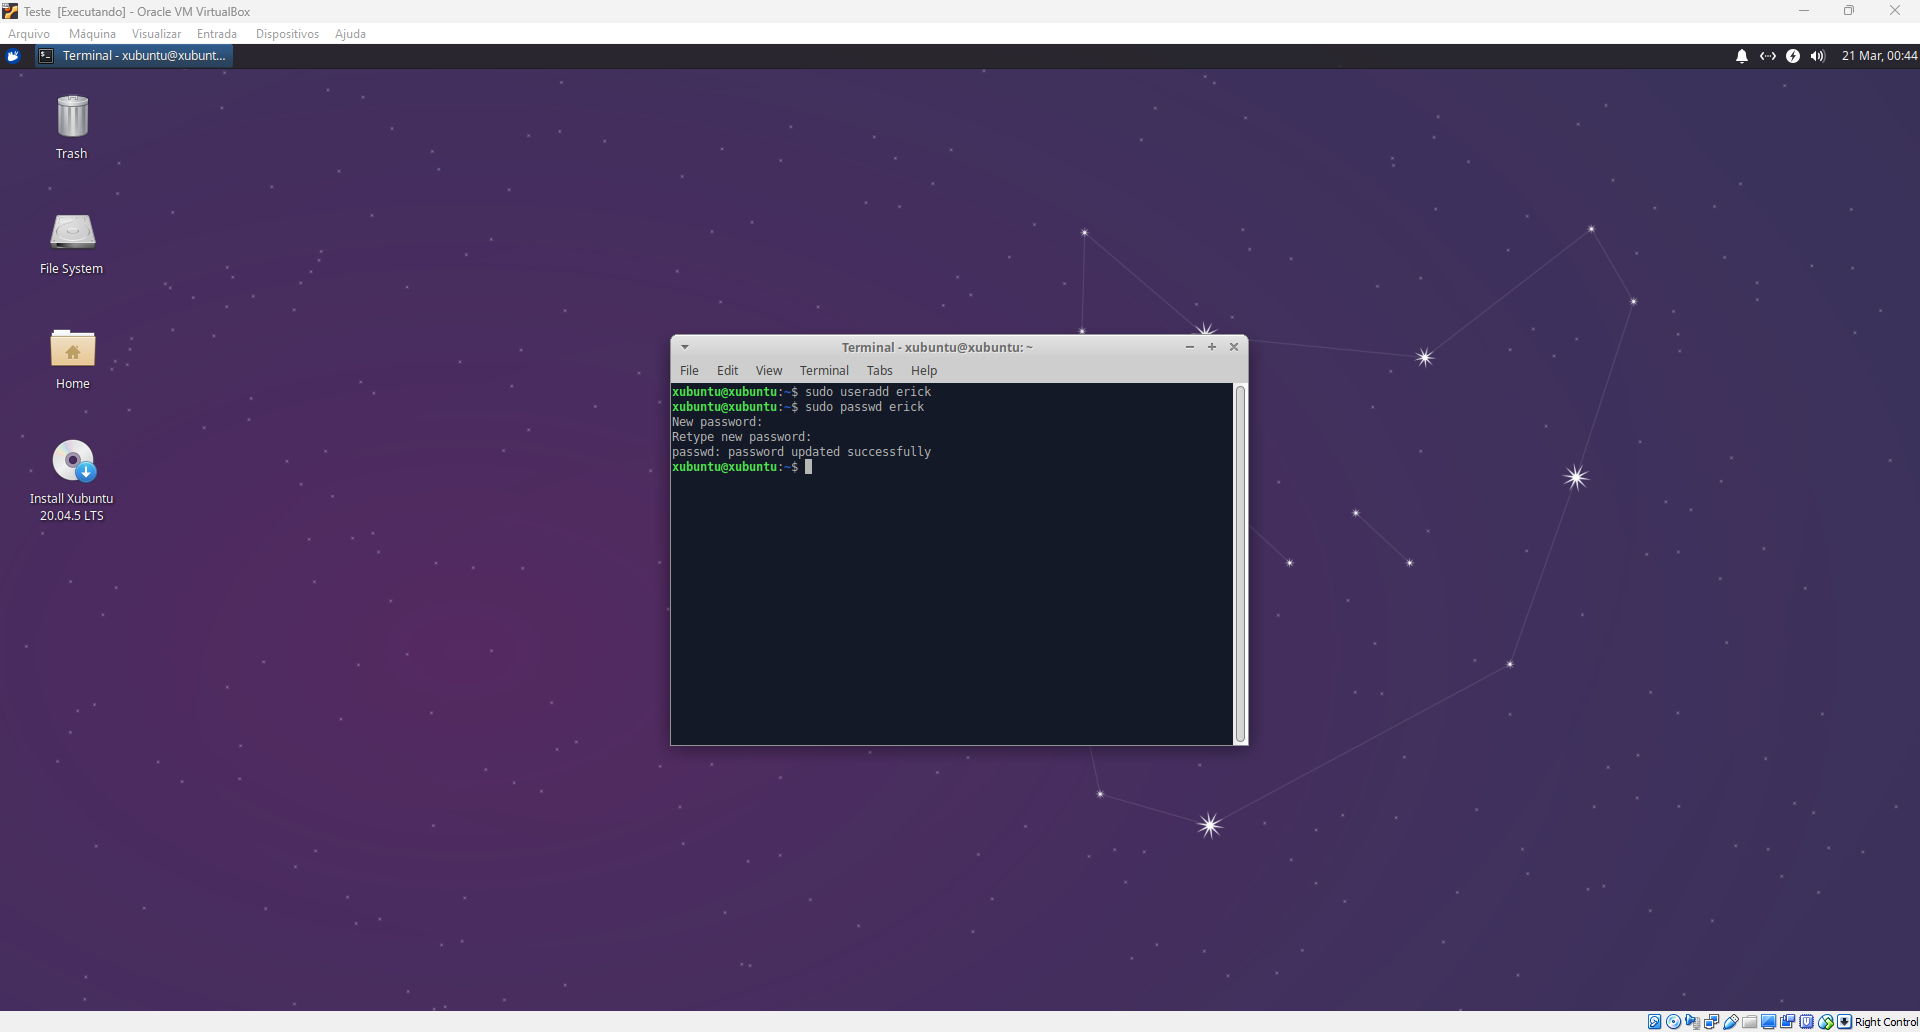 Teste [Executando] - Oracle VM VirtualBox
Arquivo Máquina Visualizar Entrada Dispositivos Ajuda
Terminal - xubuntu@xubunt... 21 Mar, 00:44
Trash
File System
Home
Install Xubuntu
20.04.5 LTS
Terminal - xubuntu@xubuntu: ~
File Edit View Terminal Tabs Help
xubuntu@xubuntu:~$ sudo useradd erick
xubuntu@xubuntu:~$ sudo passwd erick
New password:
Retype new password:
passwd: password updated successfully
xubuntu@xubuntu:~$
Right Control